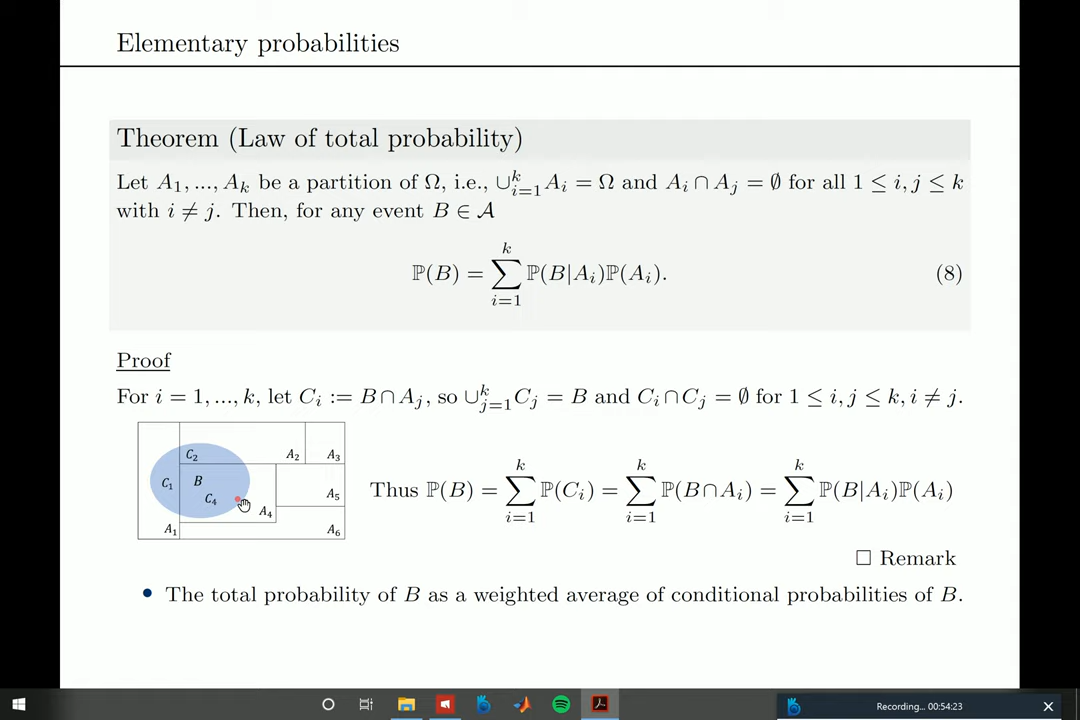 Elementary probabilities
Theorem (Law of total probability)
Let A₁, ..., Aₖ be a partition of Ω, i.e., ∪ᵏᵢ₌₁ Aᵢ = Ω and Aᵢ ∩ Aⱼ = ∅ for all 1 ≤ i, j ≤ k
with i ≠ j. Then, for any event B ∈ 𝒜
ℙ(B) = ∑ᵏᵢ₌₁ ℙ(B|Aᵢ)ℙ(Aᵢ). (8)
Proof
For i = 1, ..., k, let Cᵢ := B ∩ Aⱼ, so ∪ᵏⱼ₌₁ Cⱼ = B and Cᵢ ∩ Cⱼ = ∅ for 1 ≤ i, j ≤ k, i ≠ j.
C₂ A₂ A₃
C₁ B
C₄ A₅
A₄
A₁ A₆
Thus ℙ(B) = ∑ᵏᵢ₌₁ ℙ(Cᵢ) = ∑ᵏᵢ₌₁ ℙ(B ∩ Aᵢ) = ∑ᵏᵢ₌₁ ℙ(B|Aᵢ)ℙ(Aᵢ)
□ Remark
• The total probability of B as a weighted average of conditional probabilities of B.
Recording... 00:54:23